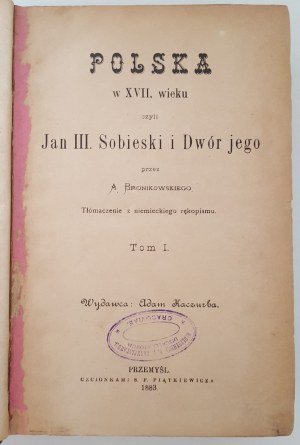 POLSKA
w XVII. wieku
czyli
Jan III. Sobieski i Dwór jego
przez
A. BRONIKOWSKIEGO.
Tłomaczenie z niemieckiego rękopismu.
Tom I.
Wydawca: Adam Kaczurba.
PRZEMYŚL.
CZCIONKAMI S. F. PIĄTKIEWICZA
1883.